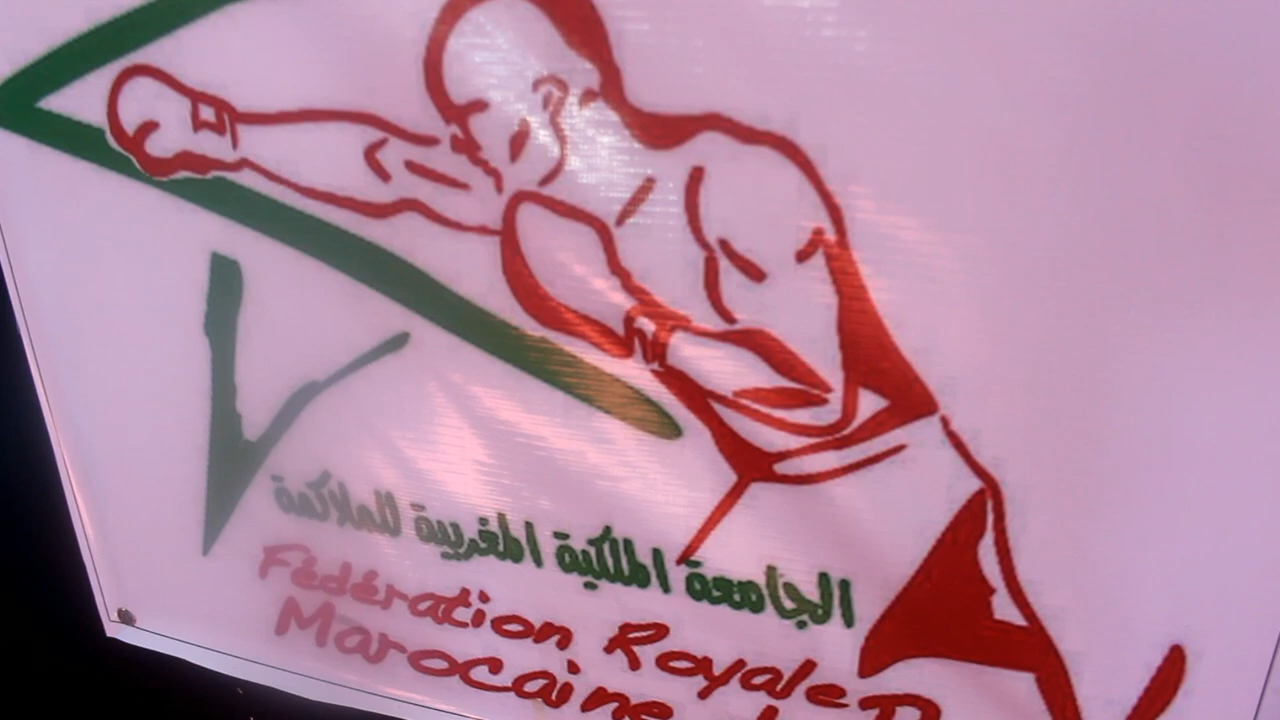 الجامعة الملكية المغربية للملاكمة
Fédération Royale
Marocaine